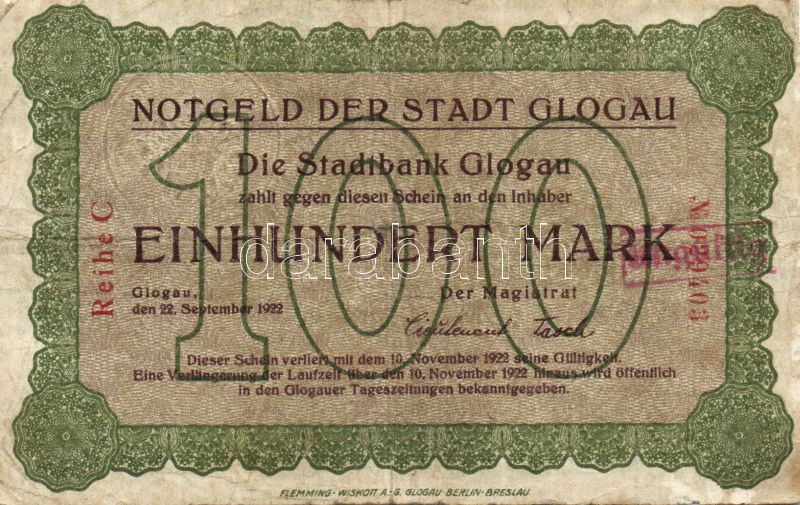 NOTGELD DER STADT GLOGAU
100
Die Stadtbank Glogau
zahlt gegen diesen Schein an den Inhaber
EINHUNDERT MARK
Glogau,
den 22. September 1922
Der Magistrat
Reihe C
№
darabanth
Dieser Schein verliert mit dem 10. November 1922 seine Gültigkeit.
Eine Verlängerung der Laufzeit über den 10. November 1922 hinaus wird öffentlich
in den Glogauer Tageszeitungen bekanntgegeben.
FLEMMING-WISKOTT A.-G. GLOGAU-BERLIN-BRESLAU